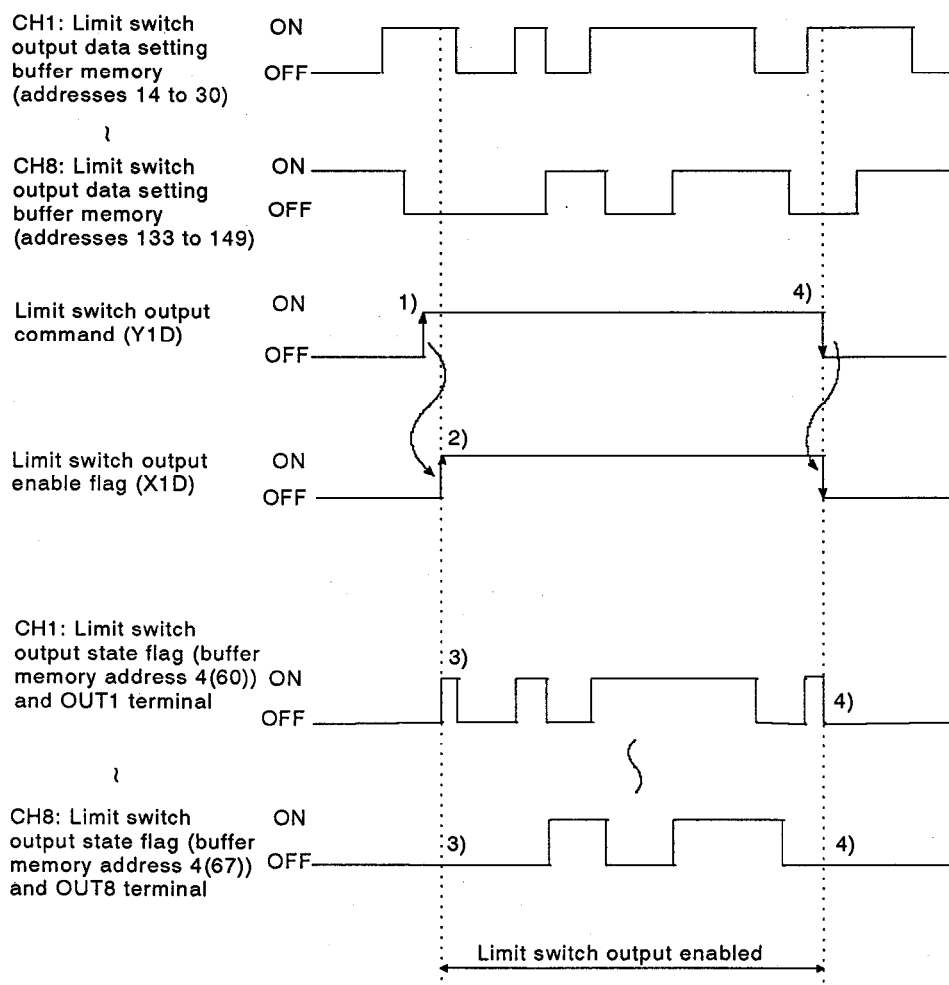 CH1: Limit switch
output data setting
buffer memory
(addresses 14 to 30)
ON
OFF
~
CH8: Limit switch
output data setting
buffer memory
(addresses 133 to 149)
ON
OFF
Limit switch output
command (Y1D)
ON
OFF
1)
4)
Limit switch output
enable flag (X1D)
ON
OFF
2)
CH1: Limit switch
output state flag (buffer
memory address 4(60))
and OUT1 terminal
ON
OFF
3)
4)
~
CH8: Limit switch
output state flag (buffer
memory address 4(67))
and OUT8 terminal
ON
OFF
3)
4)
Limit switch output enabled